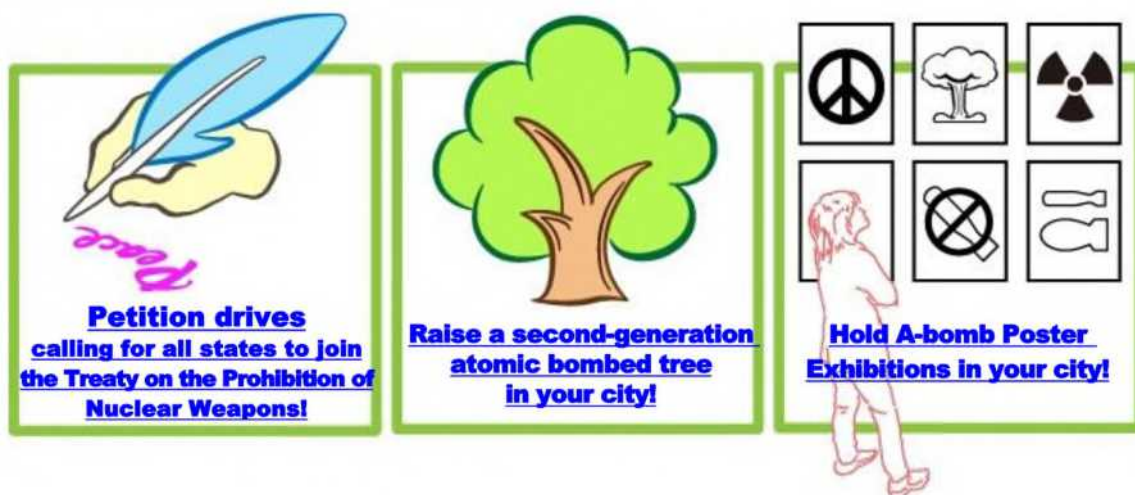 Peace
Petition drives
calling for all states to join
the Treaty on the Prohibition of
Nuclear Weapons!
Raise a second-generation
atomic bombed tree
in your city!
Hold A-bomb Poster
Exhibitions in your city!